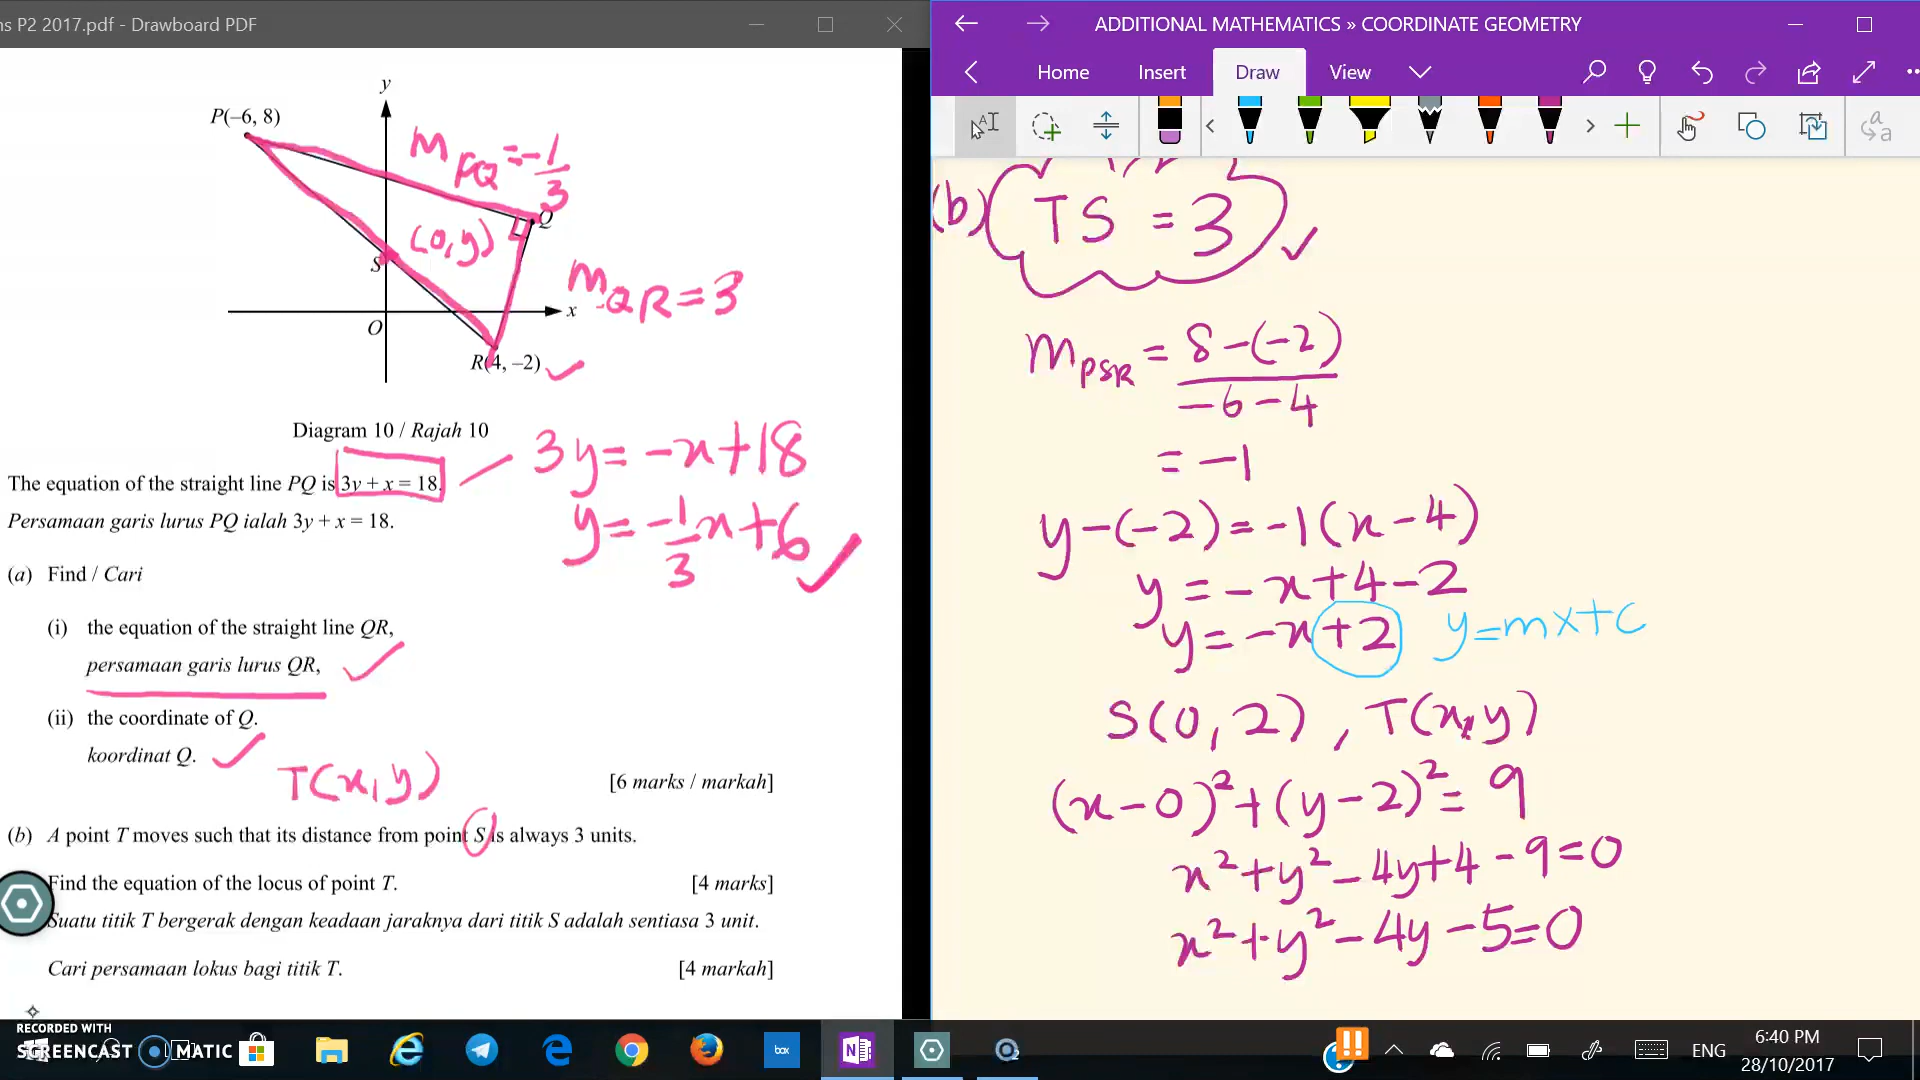 ns P2 2017.pdf - Drawboard PDF
y
P(–6, 8)
m PQ = -1/3
Q
(0,y)
S
m QR = 3
x
O
R(4, –2)
Diagram 10 / Rajah 10
3y = -x+18
The equation of the straight line PQ is 3y + x = 18.
y = -1/3 x + 6
Persamaan garis lurus PQ ialah 3y + x = 18.
(a) Find / Cari
(i) the equation of the straight line QR,
persamaan garis lurus QR,
(ii) the coordinate of Q.
koordinat Q.
T(x,y)
[6 marks / markah]
(b) A point T moves such that its distance from point S is always 3 units.
Find the equation of the locus of point T. [4 marks]
Suatu titik T bergerak dengan keadaan jaraknya dari titik S adalah sentiasa 3 unit.
Cari persamaan lokus bagi titik T. [4 markah]
ADDITIONAL MATHEMATICS » COORDINATE GEOMETRY
Home Insert Draw View
(b) TS = 3
m PSR = 8-(-2) / -6-4
= -1
y-(-2) = -1(x-4)
y = -x+4-2
y = -x+2 y=mx+c
S(0,2), T(x,y)
(x-0)²+(y-2)² = 9
x²+y²-4y+4-9=0
x²+y²-4y-5=0
RECORDED WITH
SCREENCAST MATIC
box
ENG
6:40 PM
28/10/2017